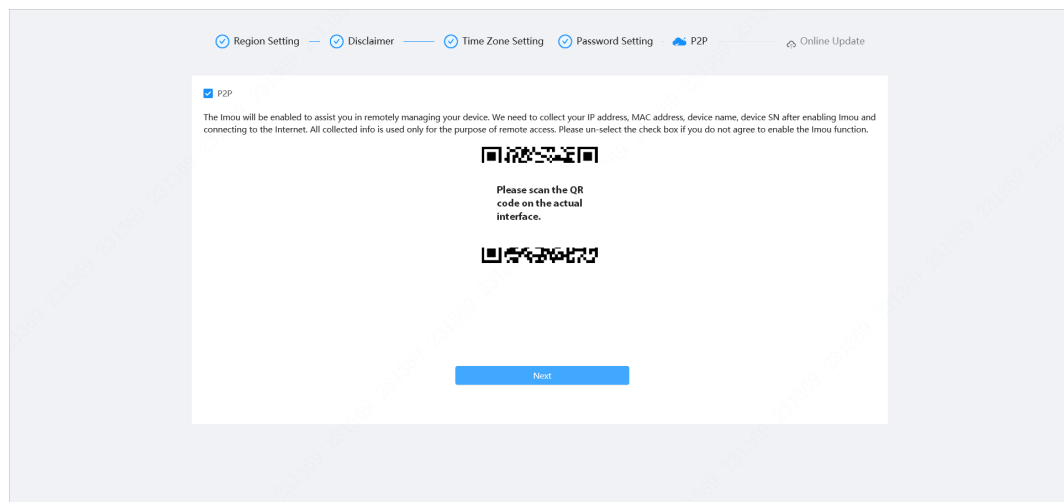 Region Setting
Disclaimer
Time Zone Setting
Password Setting
P2P
Online Update
P2P
The Imou will be enabled to assist you in remotely managing your device. We need to collect your IP address, MAC address, device name, device SN after enabling Imou and
connecting to the Internet. All collected info is used only for the purpose of remote access. Please un-select the check box if you do not agree to enable the Imou function.
Please scan the QR
code on the actual
interface.
Next